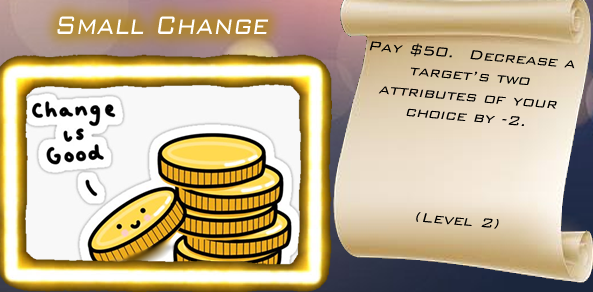 Small Change
Change
is
Good
Pay $50. Decrease a
target's two
attributes of your
choice by -2.
(Level 2)